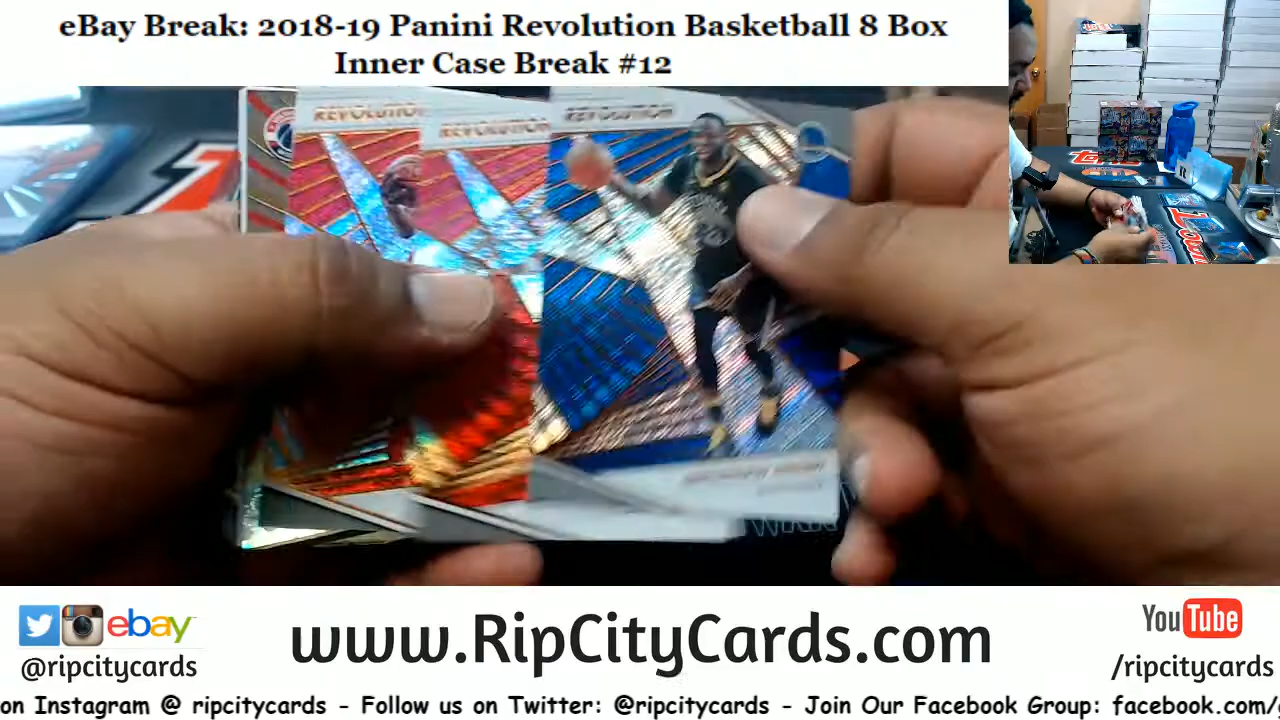 eBay Break: 2018-19 Panini Revolution Basketball 8 Box
Inner Case Break #12
REVOLUTION
REVOLUTION
REVOLUTION
ebay
@ripcitycards
www.RipCityCards.com
YouTube
/ripcitycards
on Instagram @ ripcitycards - Follow us on Twitter: @ripcitycards - Join Our Facebook Group: facebook.com/